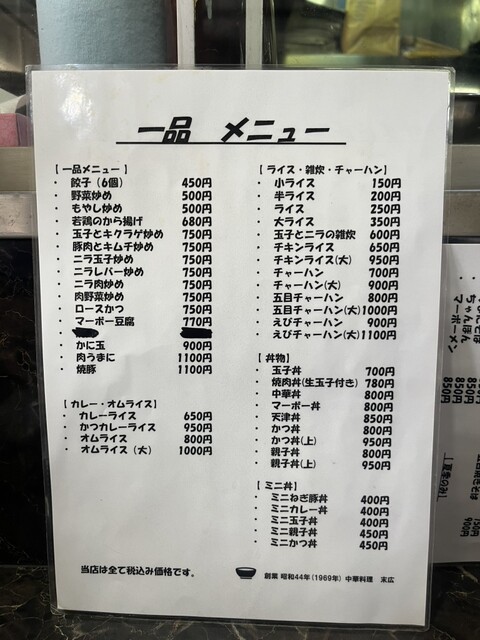 一品 メニュー
[ 一品メニュー ]
・ 餃子（6個） 450円
・ 野菜炒め 500円
・ もやし炒め 500円
・ 若鶏のから揚げ 680円
・ 玉子とキクラゲ炒め 750円
・ 豚肉とキムチ炒め 750円
・ ニラ玉子炒め 750円
・ ニラレバー炒め 750円
・ ニラ肉炒め 750円
・ 肉野菜炒め 750円
・ ロースかつ 750円
・ マーボー豆腐 770円
・ かに玉 900円
・ 肉うまに 1100円
・ 焼豚 1100円
[ カレー・オムライス ]
・ カレーライス 650円
・ かつカレーライス 950円
・ オムライス 800円
・ オムライス（大） 1000円
[ ライス・雑炊・チャーハン ]
・ 小ライス 150円
・ 半ライス 200円
・ ライス 250円
・ 大ライス 350円
・ 玉子とニラの雑炊 600円
・ チキンライス 650円
・ チキンライス(大) 950円
・ チャーハン 700円
・ チャーハン(大) 900円
・ 五目チャーハン 800円
・ 五目チャーハン(大) 1000円
・ えびチャーハン 900円
・ えびチャーハン(大) 1100円
[ 丼物 ]
・ 玉子丼 700円
・ 焼肉丼(生玉子付き) 780円
・ 中華丼 800円
・ マーボー丼 800円
・ 天津丼 850円
・ かつ丼 800円
・ かつ丼(上) 950円
・ 親子丼 800円
・ 親子丼(上) 950円
[ ミニ丼 ]
・ ミニねぎ豚丼 400円
・ ミニカレー丼 400円
・ ミニ玉子丼 400円
・ ミニ親子丼 450円
・ ミニかつ丼 450円
当店は全て税込み価格です。
創業 昭和44年(1969年) 中華料理 末広
ちゃんぽん 850円
マーボーメン 850円
[ 夏季のみ ]